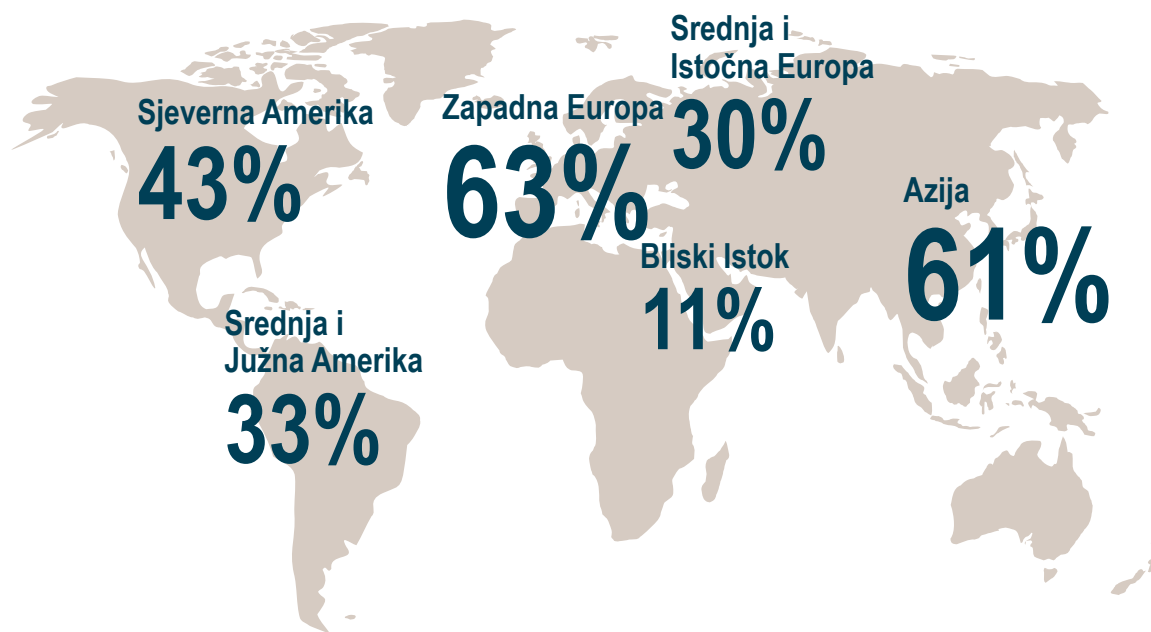 Sjeverna Amerika
43%
Zapadna Europa
63%
Srednja i
Istočna Europa
30%
Azija
61%
Bliski Istok
11%
Srednja i
Južna Amerika
33%